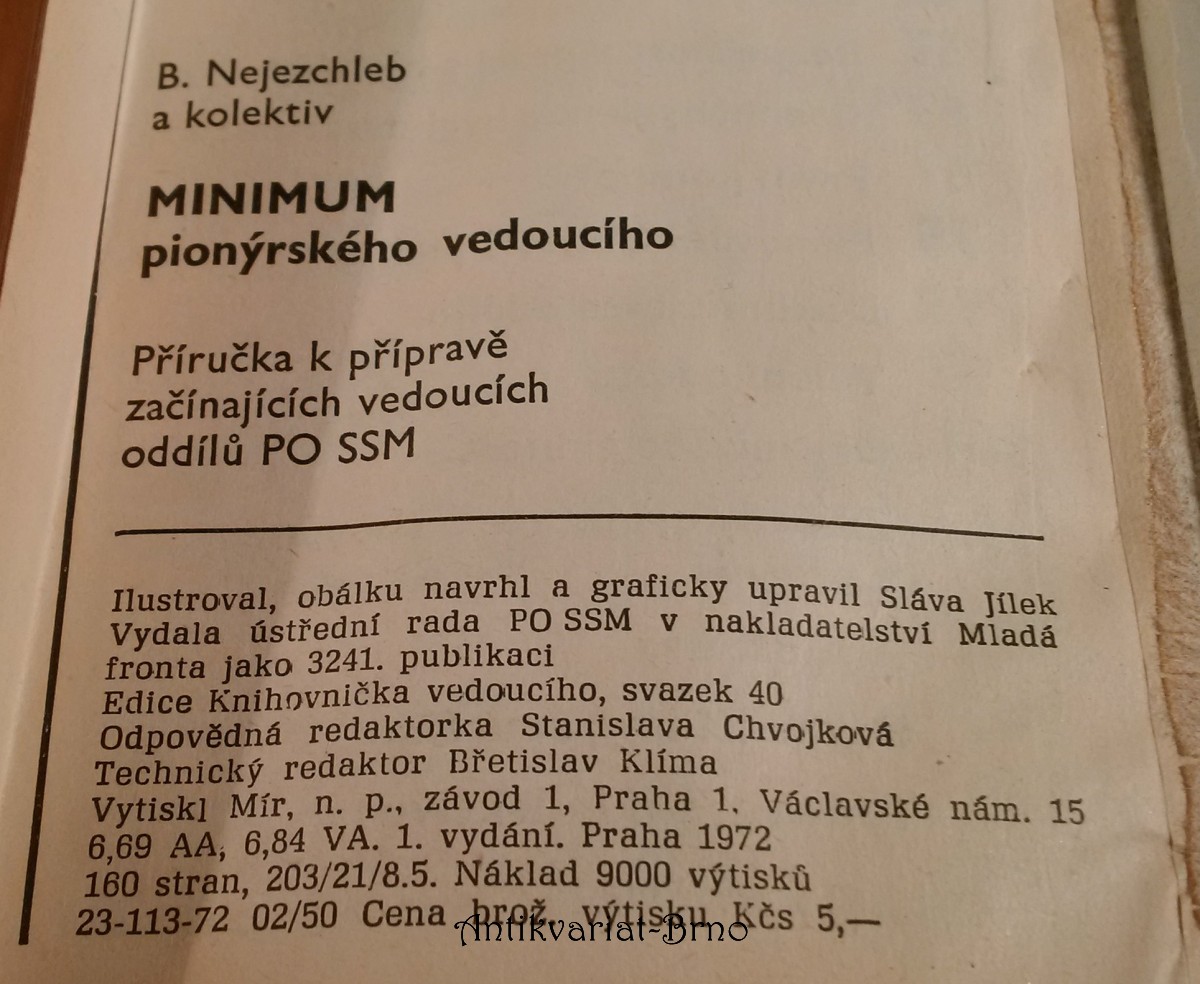 B. Nejezchleb
a kolektiv
MINIMUM
pionýrského vedoucího
Příručka k přípravě
začínajících vedoucích
oddílů PO SSM
Ilustroval, obálku navrhl a graficky upravil Sláva Jílek
Vydala ústřední rada PO SSM v nakladatelství Mladá
fronta jako 3241. publikaci
Edice Knihovnička vedoucího, svazek 40
Odpovědná redaktorka Stanislava Chvojková
Technický redaktor Břetislav Klíma
Vytiskl Mír, n. p., závod 1, Praha 1, Václavské nám. 15
6,69 AA, 6,84 VA. 1. vydání. Praha 1972
160 stran, 203/21/8.5. Náklad 9000 výtisků
23-113-72 02/50 Cena brož. výtisku Kčs 5,—
Antikvariat-Brno